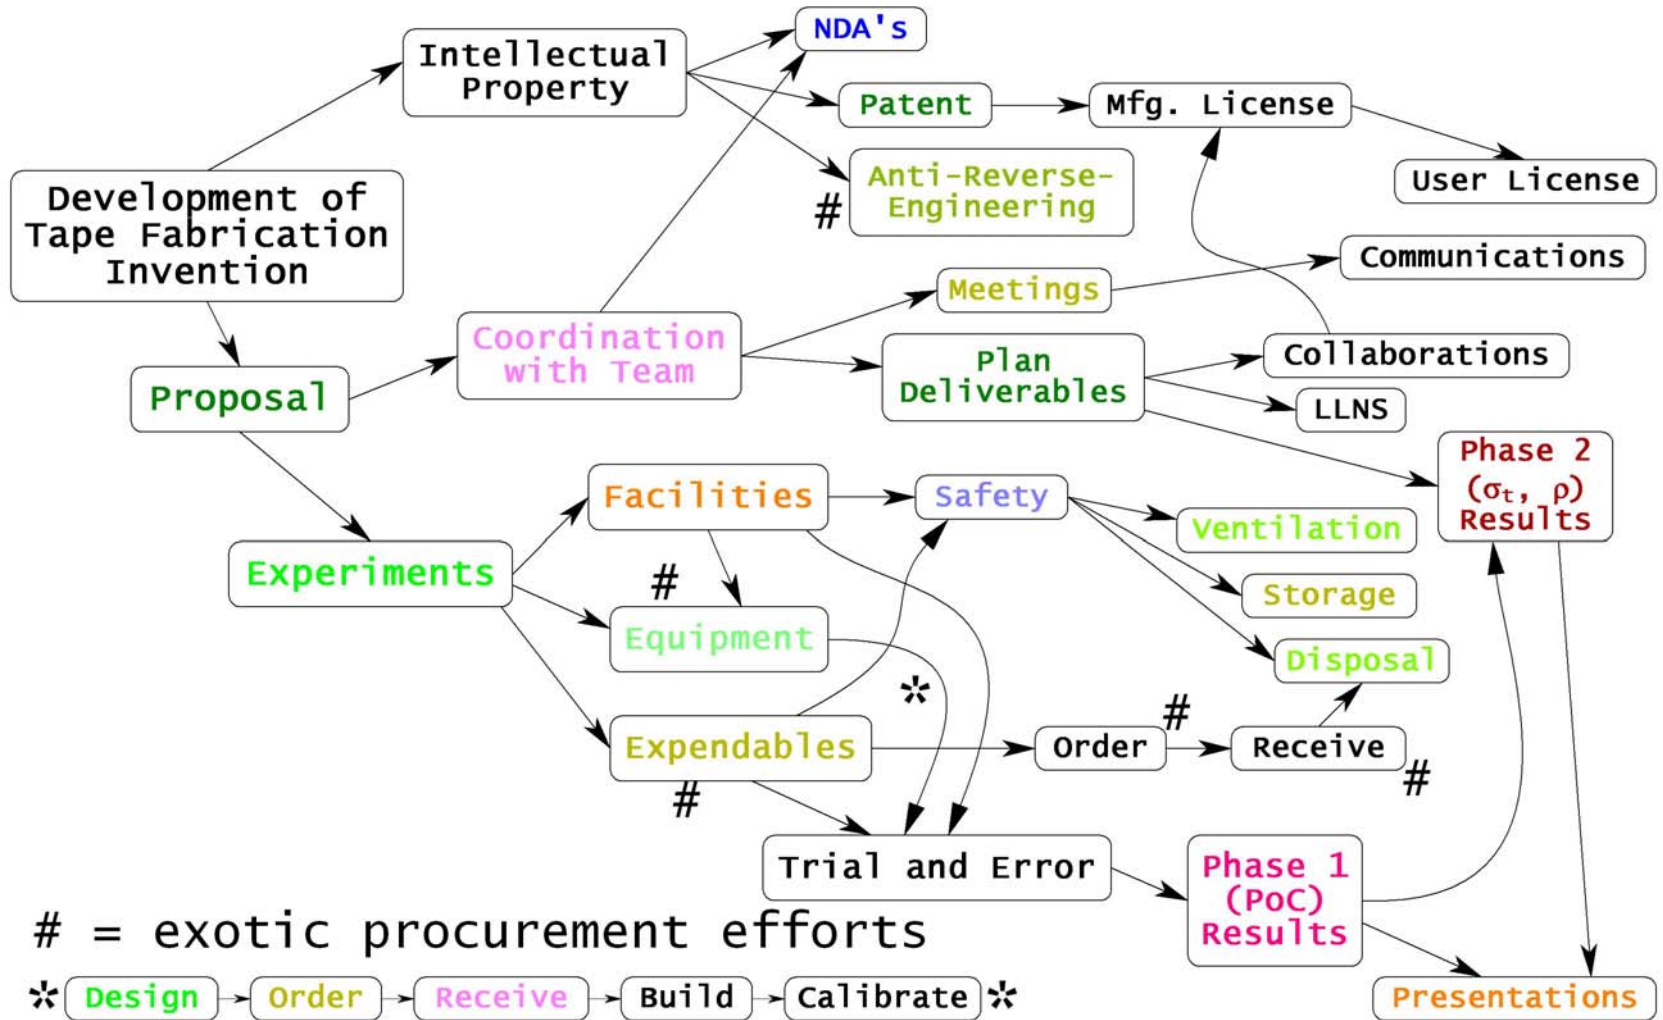 NDA's
Intellectual
Property
Patent
Mfg. License
User License
Anti-Reverse-
Engineering
#
Development of
Tape Fabrication
Invention
Communications
Meetings
Coordination
with Team
Plan
Deliverables
Collaborations
LLNS
Proposal
Phase 2
(σt, ρ)
Results
Facilities
Safety
Ventilation
Experiments
#
Storage
Equipment
Disposal
*
#
Expendables
Order
Receive
#
#
Trial and Error
Phase 1
(PoC)
Results
# = exotic procurement efforts
* Design Order Receive Build Calibrate *
Presentations